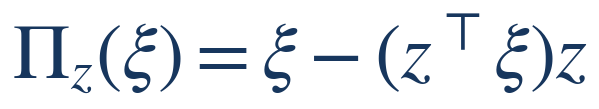 Π_z(ξ) = ξ − (z^⊤ ξ)z